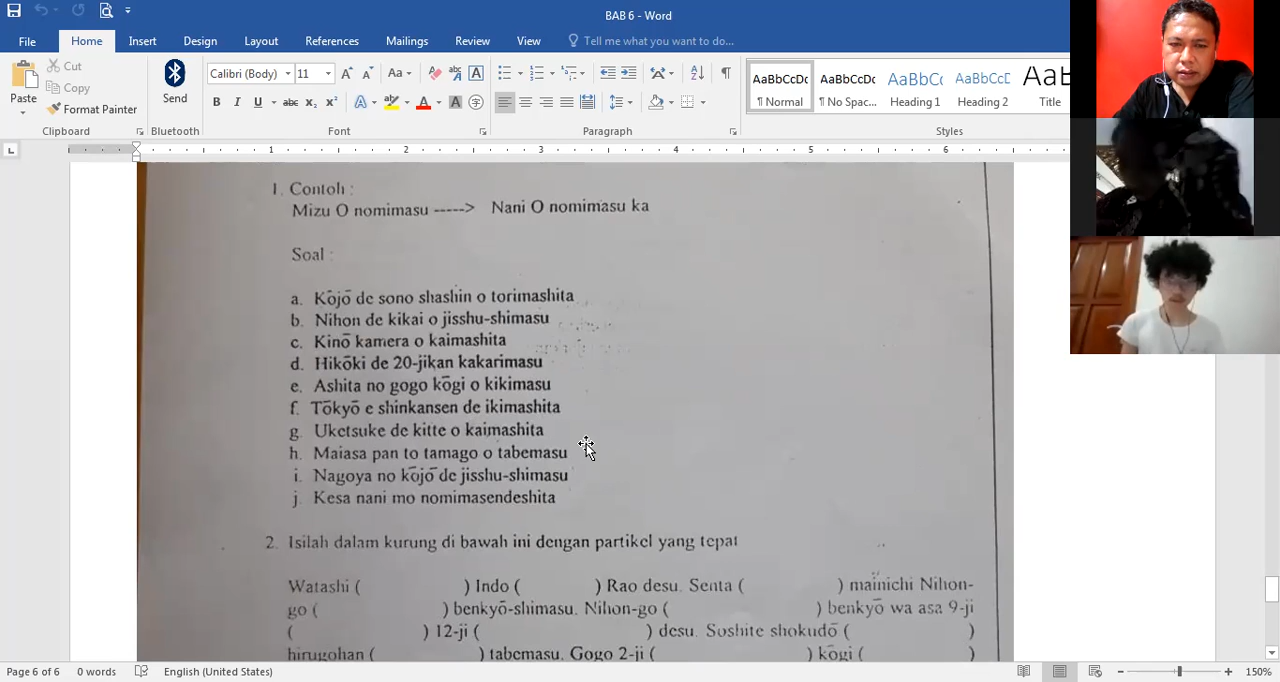 BAB 6 - Word
File Home Insert Design Layout References Mailings Review View Tell me what you want to do...
Cut
Copy
Format Painter
Paste
Send
Calibri (Body) 11
AaBbCcDc AaBbCcDc AaBbCc AaBbCcD AaB
¶ Normal ¶ No Spac... Heading 1 Heading 2 Title
Clipboard Bluetooth Font Paragraph Styles
1 2 3 4 5 6
1. Contoh :
Mizu O nomimasu -----> Nani O nomimasu ka
Soal :
a. Kōjō de sono shashin o torimashita
b. Nihon de kikai o jisshu-shimasu
c. Kinō kamera o kaimashita
d. Hikōki de 20-jikan kakarimasu
e. Ashita no gogo kōgi o kikimasu
f. Tōkyō e shinkansen de ikimashita
g. Uketsuke de kitte o kaimashita
h. Maiasa pan to tamago o tabemasu
i. Nagoya no kōjō de jisshu-shimasu
j. Kesa nani mo nomimasendeshita
2. Isilah dalam kurung di bawah ini dengan partikel yang tepat
Watashi ( ) Indo ( ) Rao desu. Senta ( ) mainichi Nihon-
go ( ) benkyō-shimasu. Nihon-go ( ) benkyō wa asa 9-ji
( ) 12-ji ( ) desu. Soshite shokudō ( )
hirugohan ( ) tabemasu. Gogo 2-ji ( ) kōgi ( )
Page 6 of 6 0 words English (United States) 150%